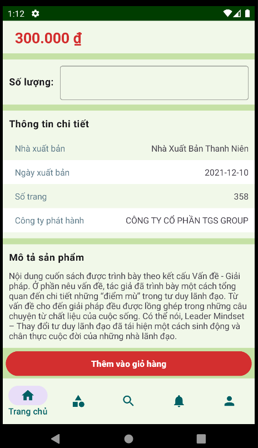 1:12
300.000 ₫
Số lượng:
Thông tin chi tiết
Nhà xuất bản Nhà Xuất Bản Thanh Niên
Ngày xuất bản 2021-12-10
Số trang 358
Công ty phát hành CÔNG TY CỔ PHẦN TGS GROUP
Mô tả sản phẩm
Nội dung cuốn sách được trình bày theo kết cấu Vấn đề - Giải
pháp. Ở phần nêu vấn đề, tác giả đã trình bày một cách tổng
quan đến chi tiết những “điểm mù” trong tư duy lãnh đạo. Từ
vấn đề cho đến giải pháp đều được lồng ghép trong những câu
chuyện từ chất liệu của cuộc sống. Có thể nói, Leader Mindset
– Thay đổi tư duy lãnh đạo đã tái hiện một cách sinh động và
chân thực cuộc đời của những nhà lãnh đạo.
Thêm vào giỏ hàng
Trang chủ